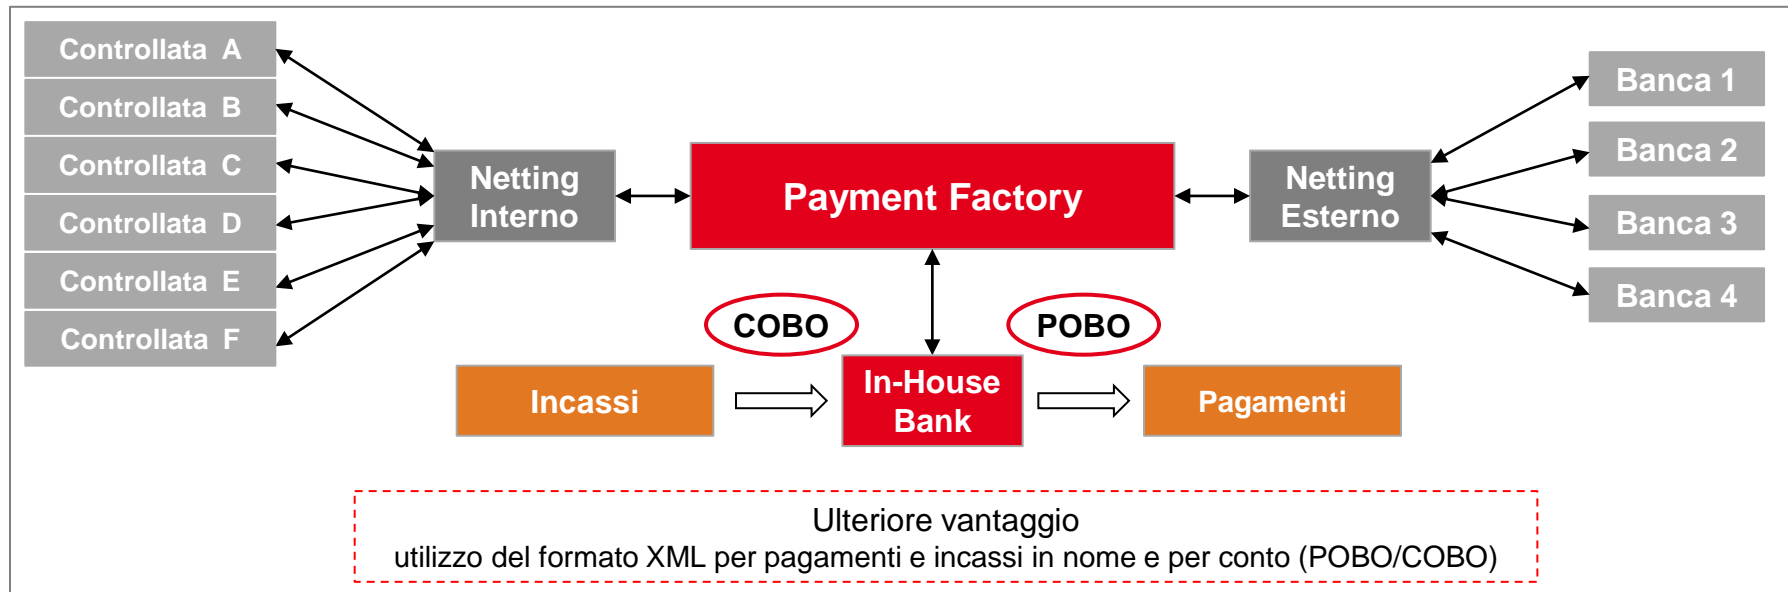 Controllata A
Controllata B
Controllata C
Controllata D
Controllata E
Controllata F
Netting
Interno
Payment Factory
Netting
Esterno
Banca 1
Banca 2
Banca 3
Banca 4
COBO
POBO
Incassi
In-House
Bank
Pagamenti
Ulteriore vantaggio
utilizzo del formato XML per pagamenti e incassi in nome e per conto (POBO/COBO)